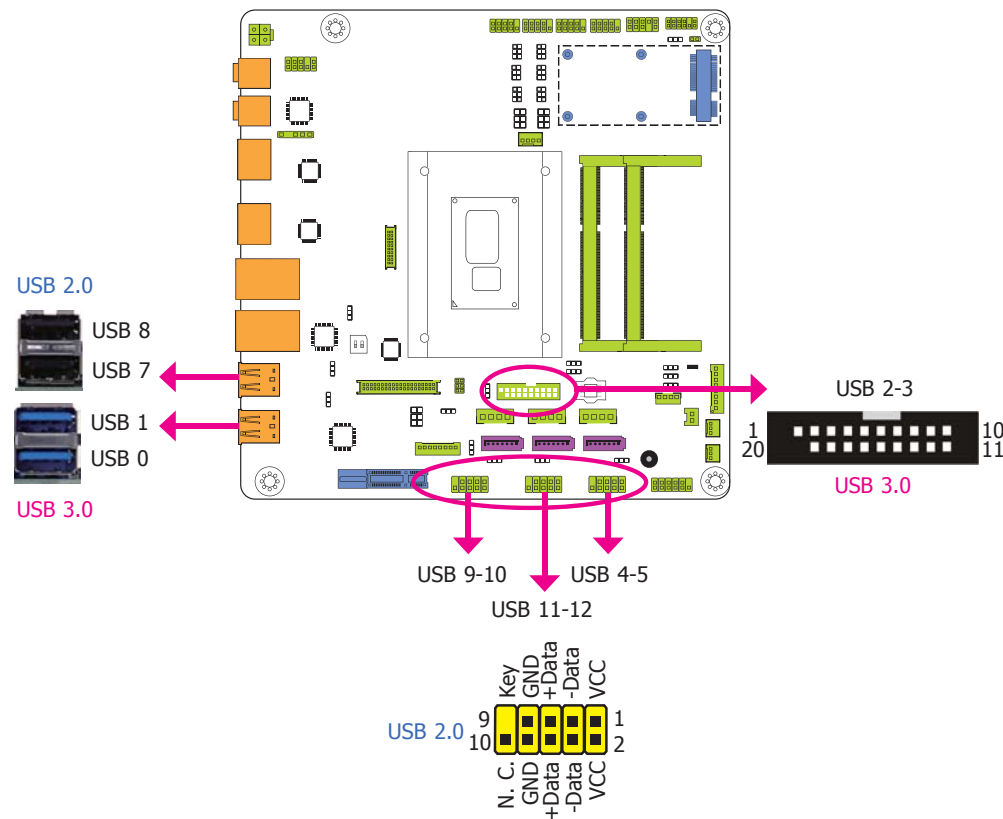 USB 2.0
USB 8
USB 7
USB 1
USB 0
USB 3.0
USB 2-3
1
10
20
11
USB 3.0
USB 9-10
USB 4-5
USB 11-12
Key
GND
+Data
-Data
VCC
USB 2.0
9
1
10
2
N. C.
GND
+Data
-Data
VCC